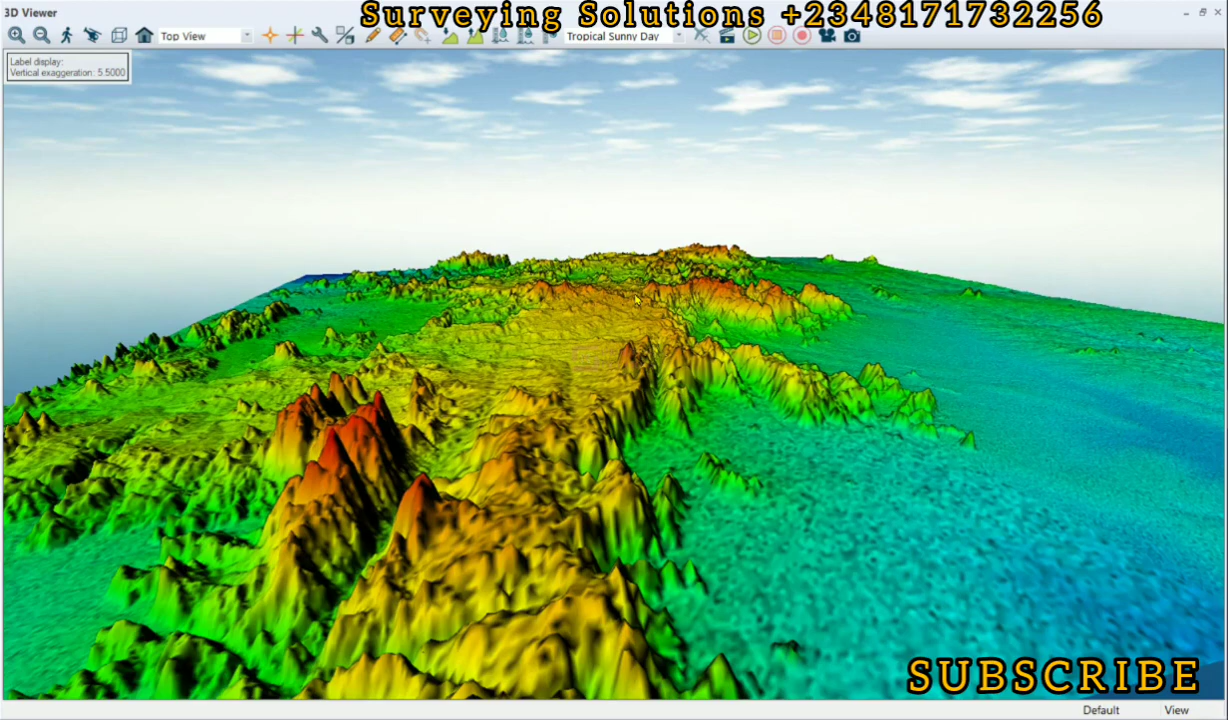 3D Viewer
Surveying Solutions +2348171732256
Top View
Tropical Sunny Day
Label display:
Vertical exaggeration: 5.5000
SUBSCRIBE
Default
View